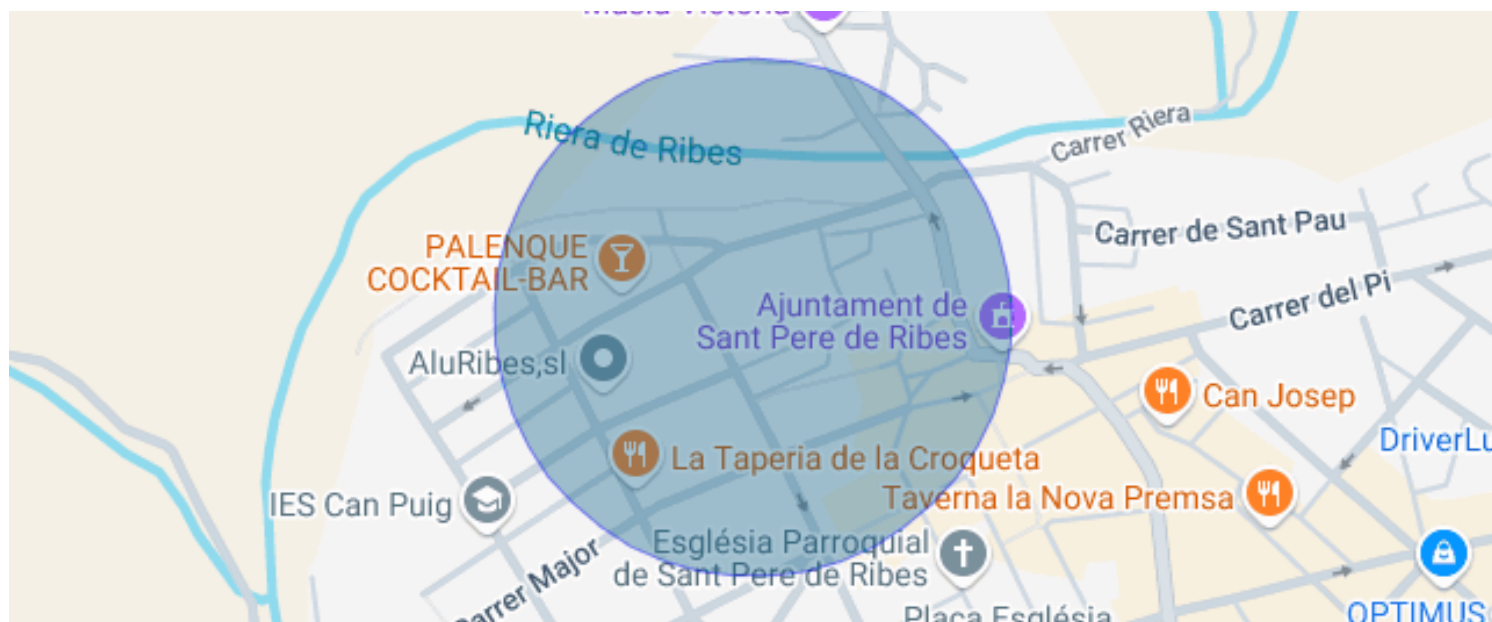 Masia Victoria
Riera de Ribes
Carrer Riera
Carrer de Sant Pau
PALENQUE
COCKTAIL-BAR
Carrer del Pi
Ajuntament de
Sant Pere de Ribes
AluRibes,sl
Can Josep
DriverLu
La Taperia de la Croqueta
Taverna la Nova Premsa
IES Can Puig
Església Parroquial
de Sant Pere de Ribes
Carrer Major
Plaça Església
OPTIMUS